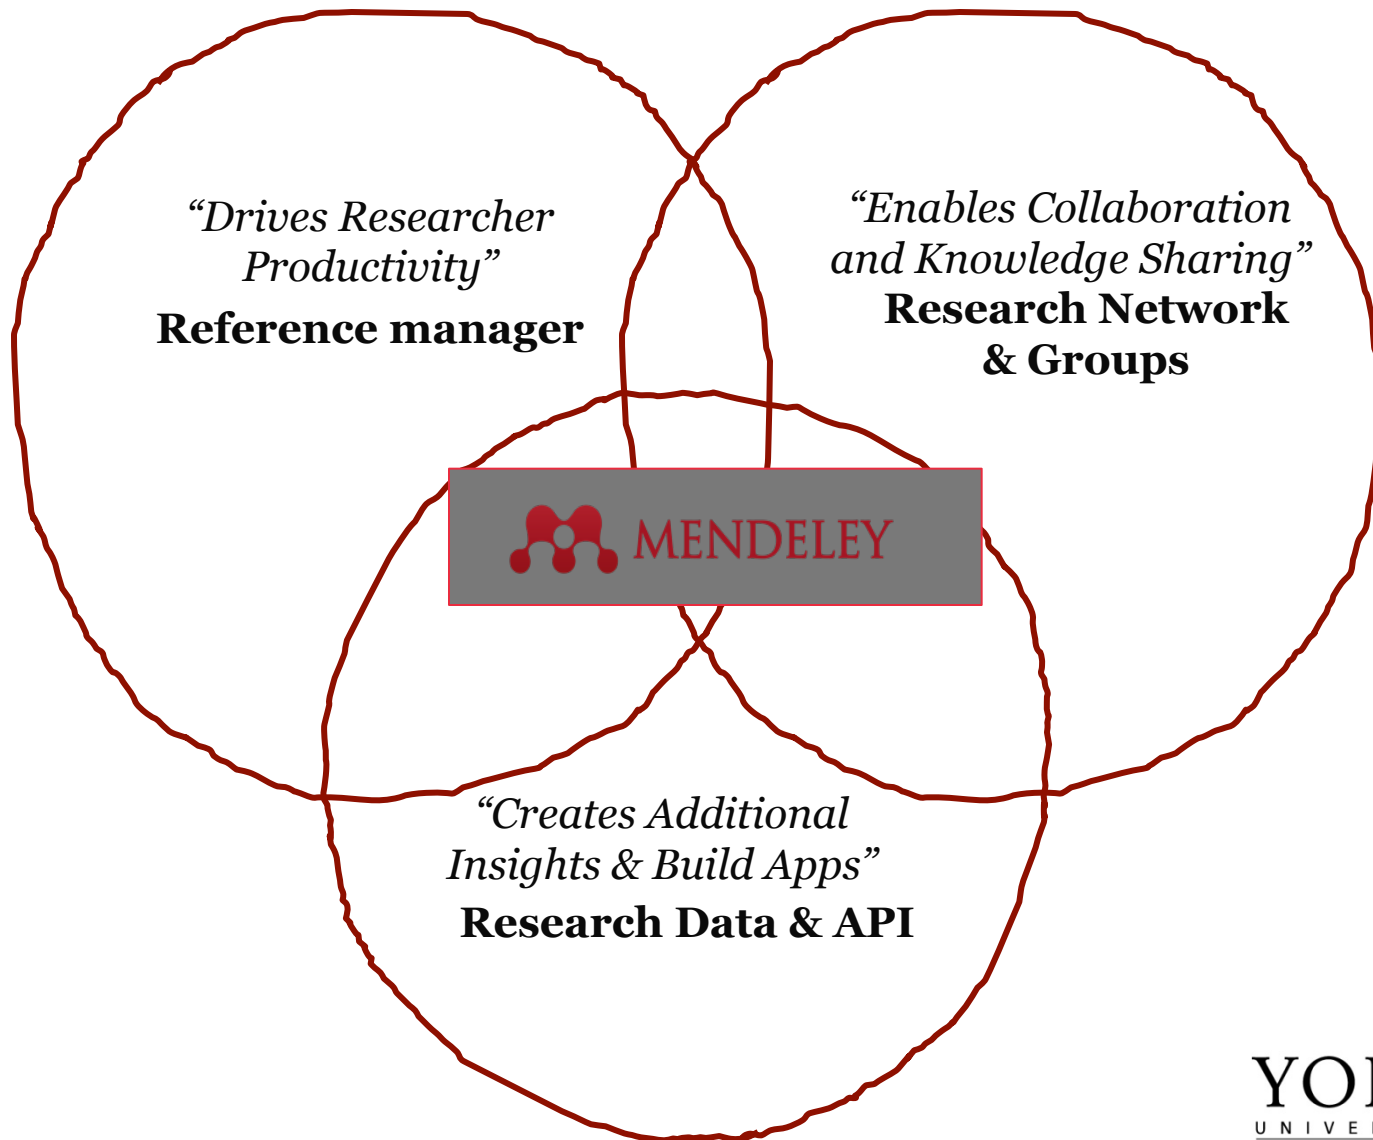 “Drives Researcher
Productivity”
Reference manager
“Enables Collaboration
and Knowledge Sharing”
Research Network
& Groups
MENDELEY
“Creates Additional
Insights & Build Apps”
Research Data & API